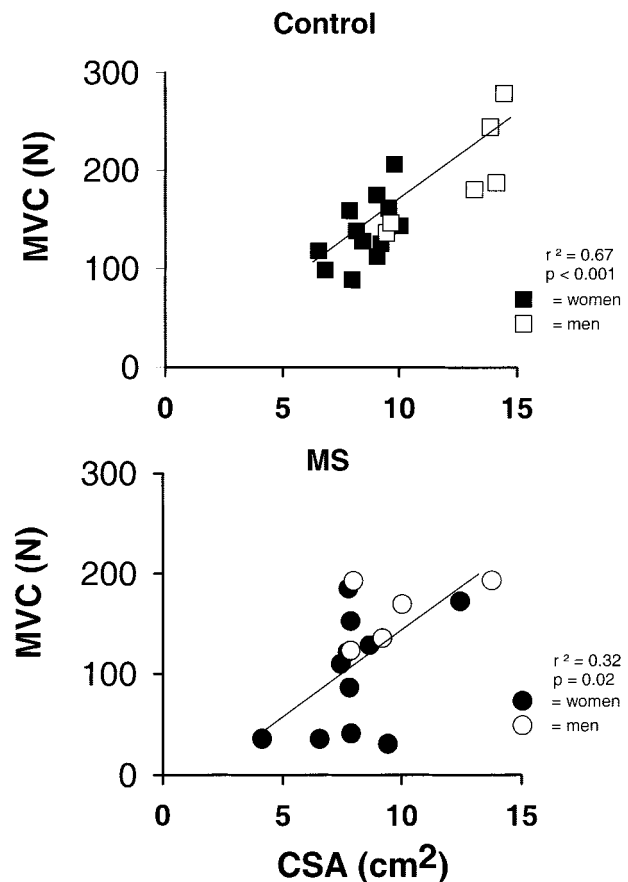 Control
MVC (N)
300
200
100
0
r² = 0.67
p < 0.001
= women
= men
0 5 10 15
MS
MVC (N)
300
200
100
0
r² = 0.32
p = 0.02
= women
= men
0 5 10 15
CSA (cm²)